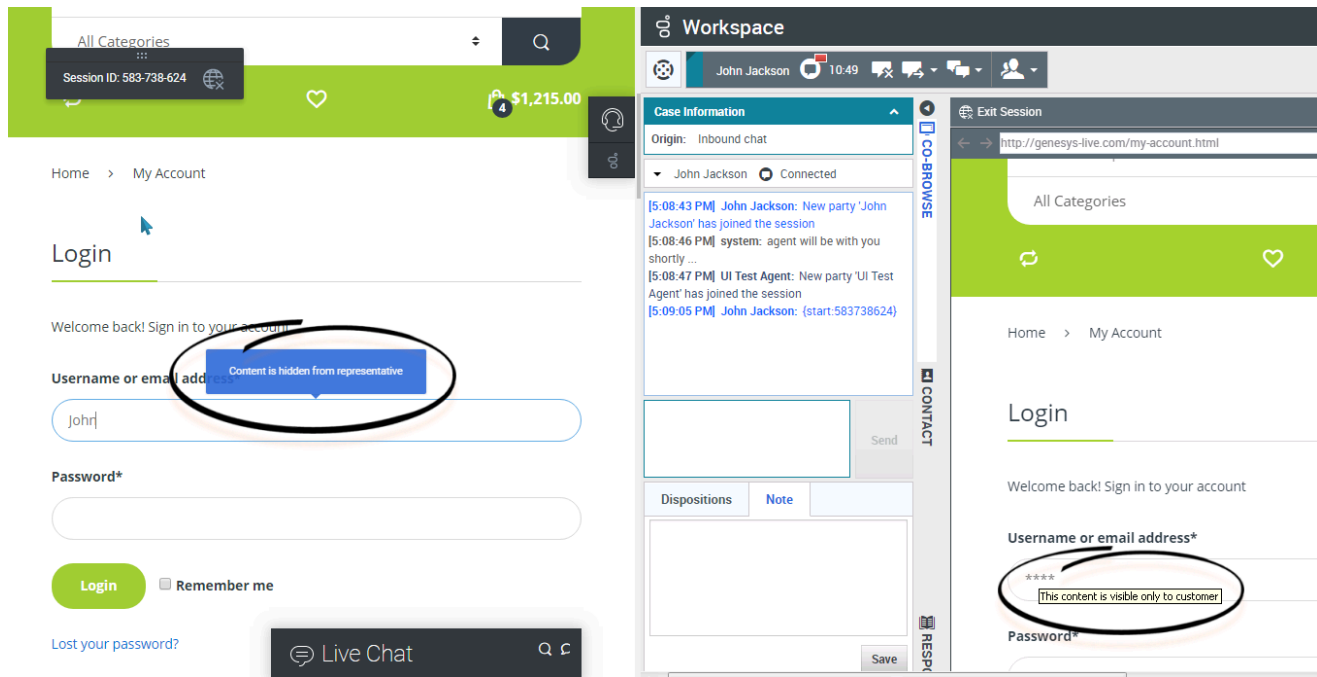 All Categories
Session ID: 583-738-624
4
$1,215.00
Home > My Account
Login
Welcome back! Sign in to your account
Content is hidden from representative
Username or email address*
John
Password*
Login
Remember me
Lost your password?
Live Chat
Workspace
John Jackson 10:49
Case Information
Origin: Inbound chat
John Jackson Connected
[5:08:43 PM] John Jackson: New party 'John
Jackson' has joined the session
[5:08:46 PM] system: agent will be with you
shortly ...
[5:08:47 PM] UI Test Agent: New party 'UI Test
Agent' has joined the session
[5:09:05 PM] John Jackson: {start:583738624}
Send
Dispositions Note
Save
CO-BROWSE
CONTACT
RESPO
Exit Session
http://genesys-live.com/my-account.html
All Categories
Home > My Account
Login
Welcome back! Sign in to your account
Username or email address*
****
This content is visible only to customer
Password*